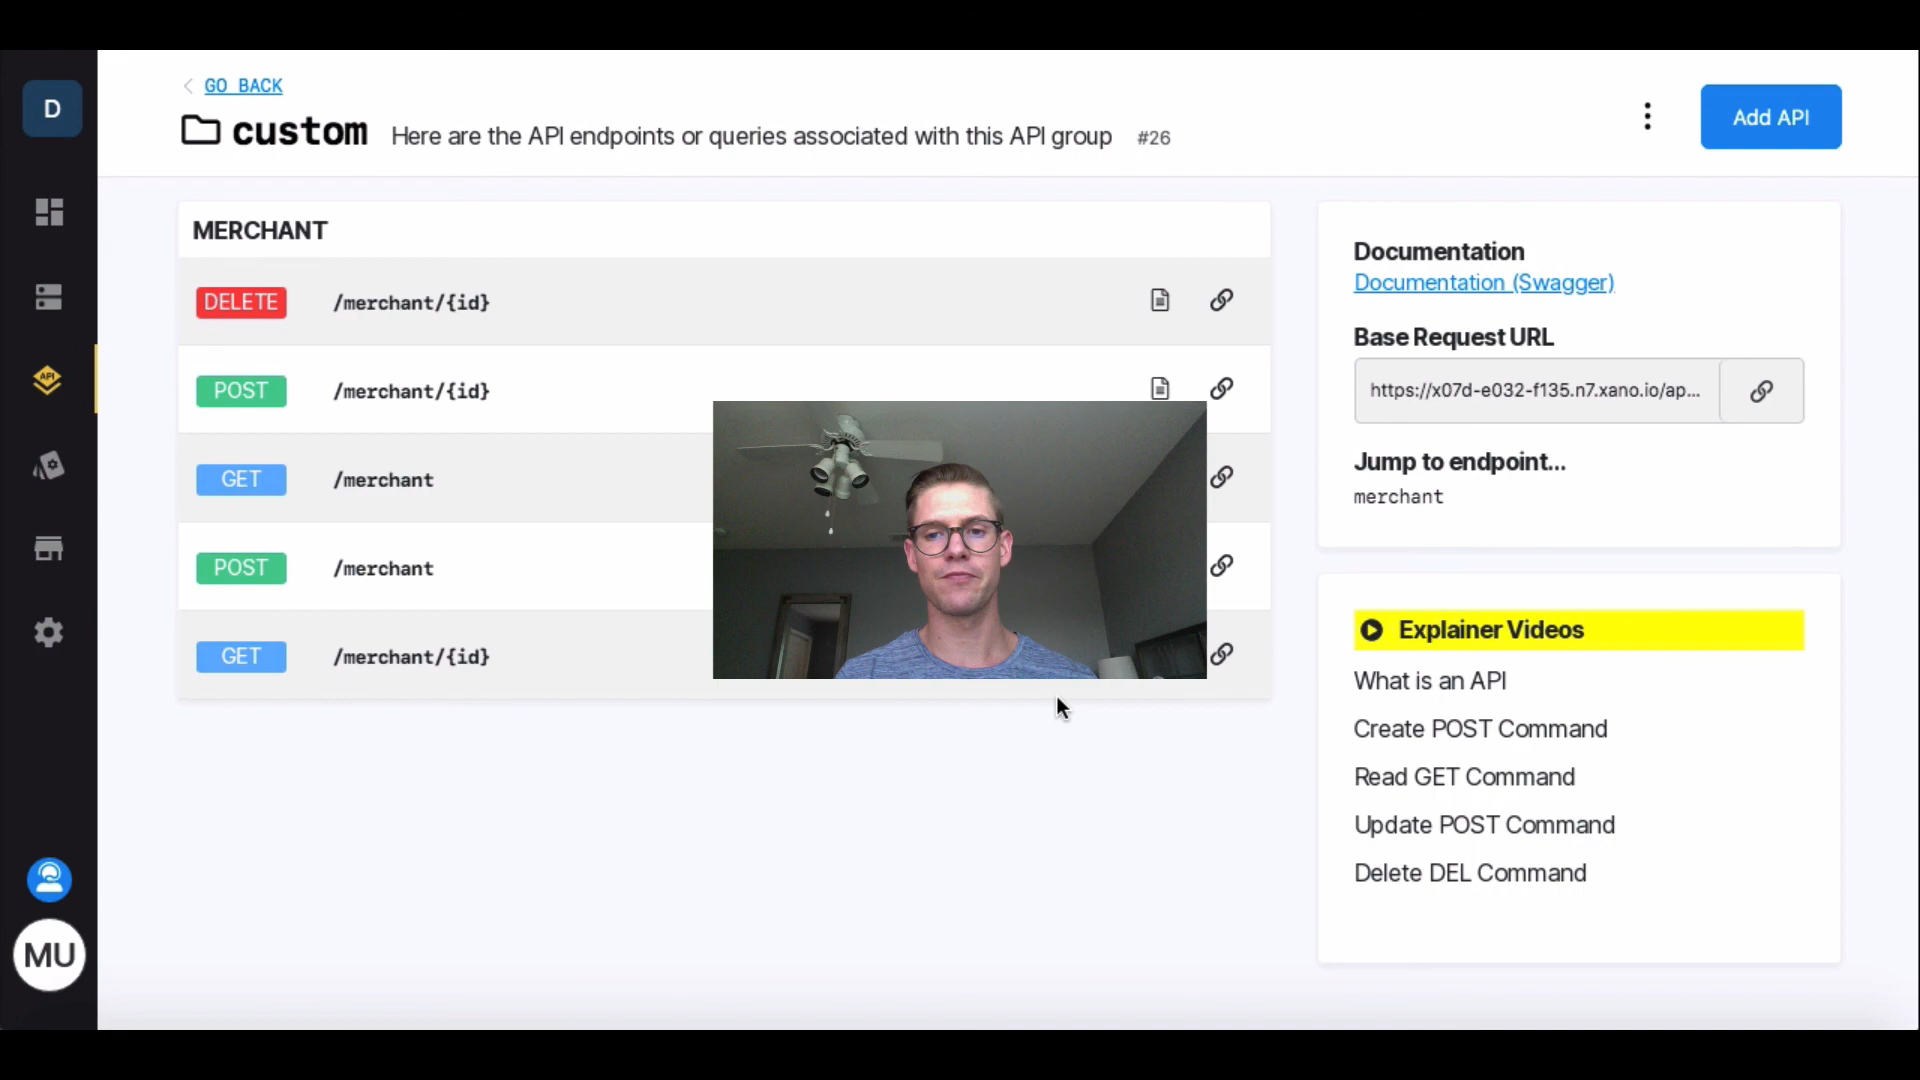 D
GO BACK
custom Here are the API endpoints or queries associated with this API group #26
Add API
API
MERCHANT
DELETE /merchant/{id}
POST /merchant/{id}
GET /merchant
POST /merchant
GET /merchant/{id}
Documentation
Documentation (Swagger)
Base Request URL
https://x07d-e032-f135.n7.xano.io/ap...
Jump to endpoint...
merchant
Explainer Videos
What is an API
Create POST Command
Read GET Command
Update POST Command
Delete DEL Command
MU